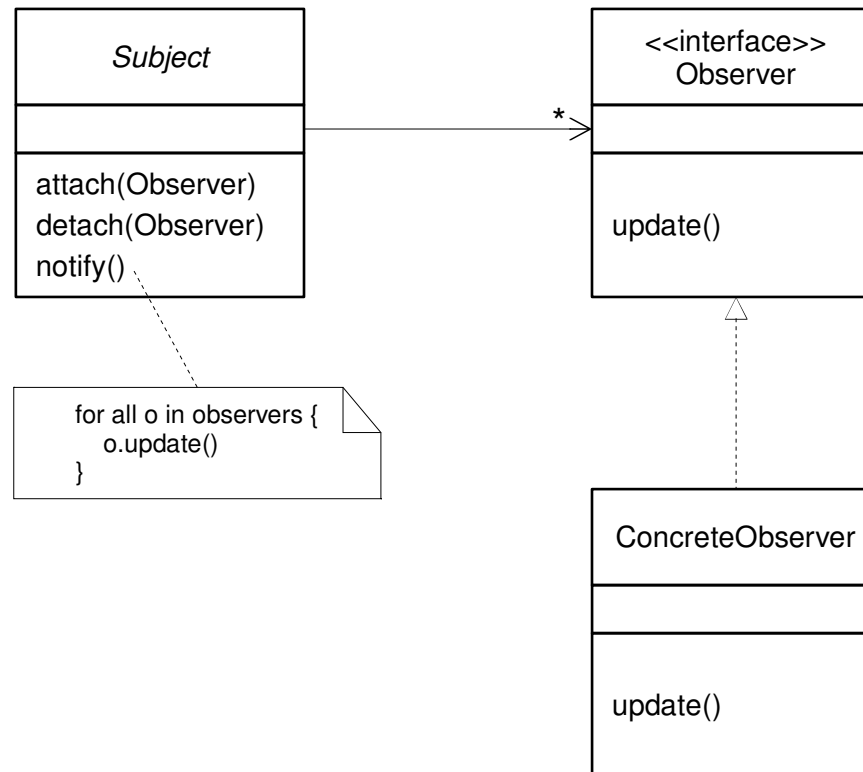 Subject
attach(Observer)
detach(Observer)
notify()
for all o in observers {
o.update()
}
*
<<interface>>
Observer
update()
ConcreteObserver
update()